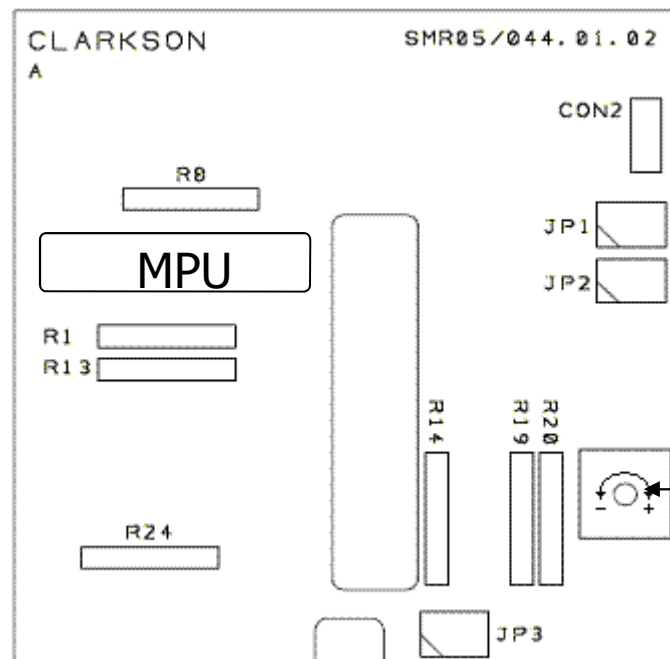 CLARKSON
SMR05/044.01.02
A
CON2
R8
JP1
MPU
JP2
R1
R13
R14
R19
R20
- +
R24
JP3